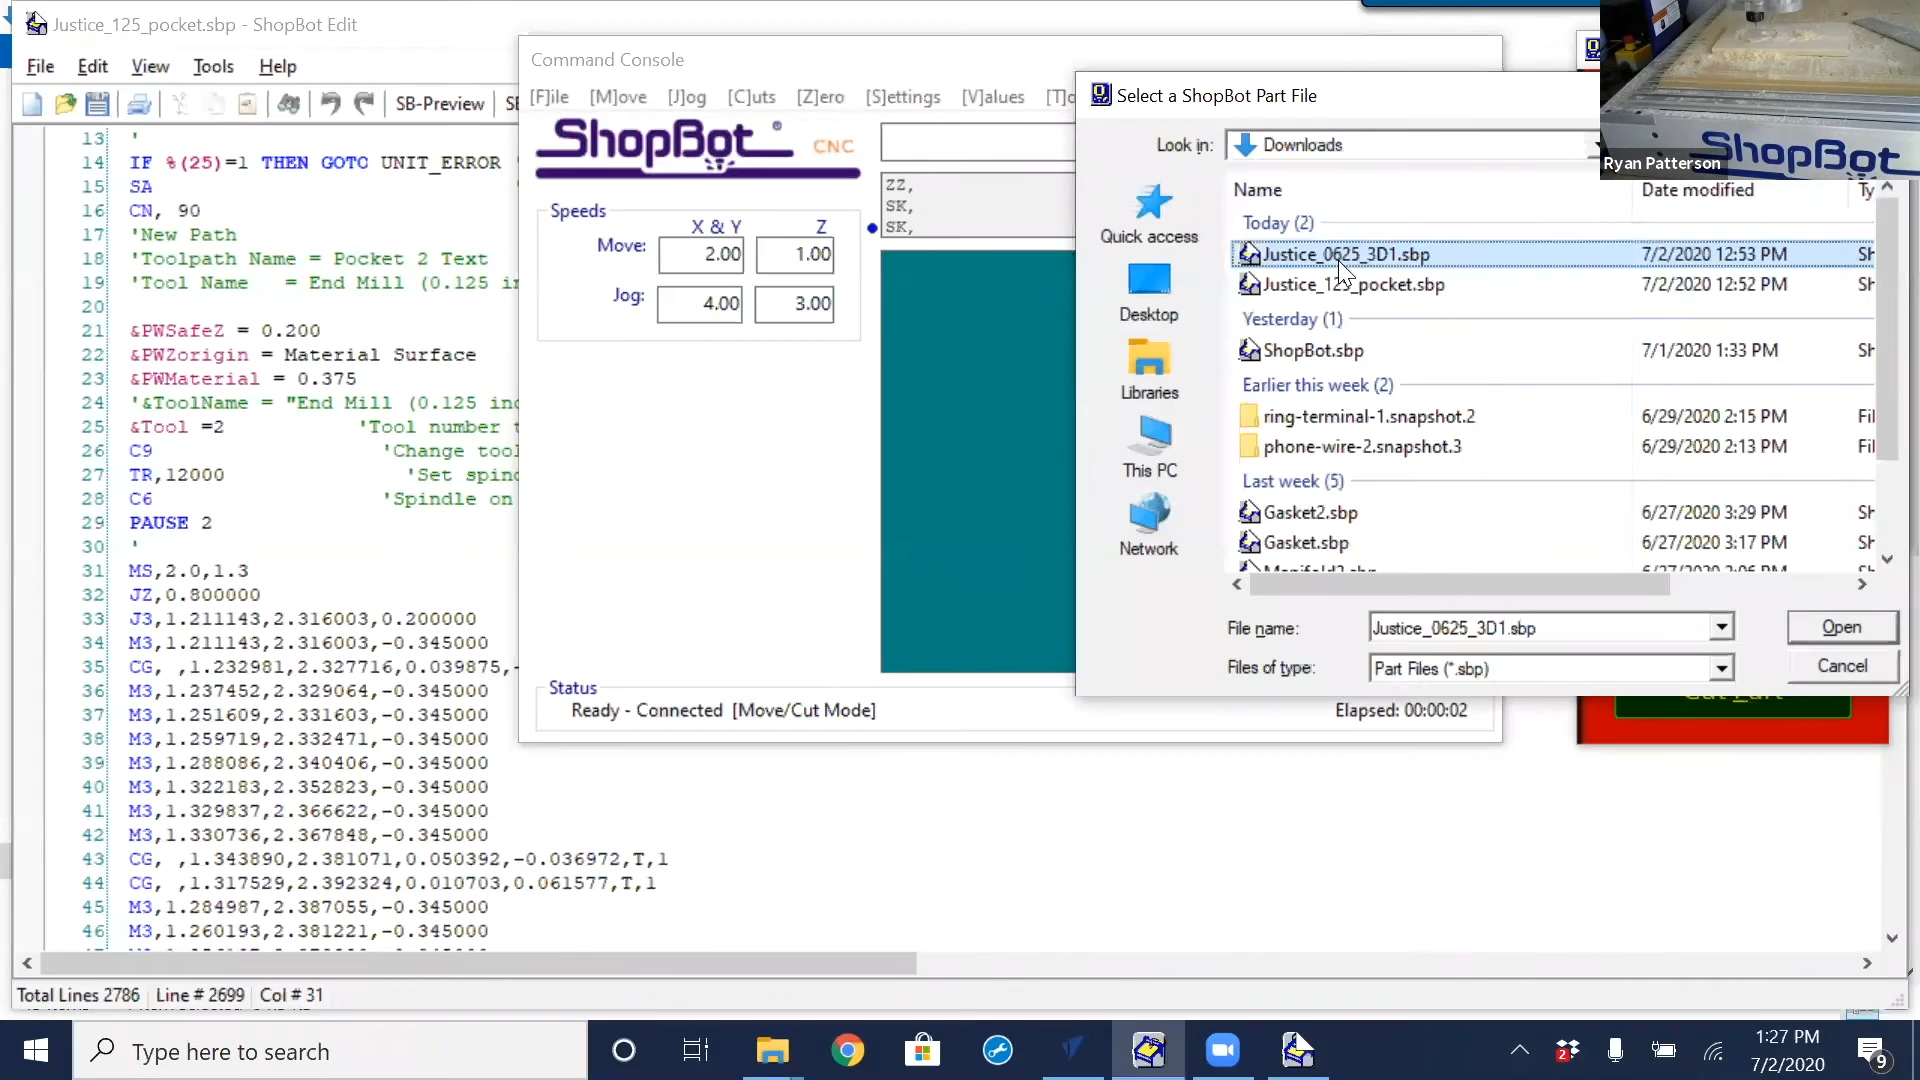 Justice_125_pocket.sbp - ShopBot Edit
File Edit View Tools Help
SB-Preview
13 '
14 IF %(25)=1 THEN GOTO UNIT_ERROR '
15 SA
16 CN, 90
17 'New Path
18 'Toolpath Name = Pocket 2 Text
19 'Tool Name = End Mill (0.125 in
20
21 &PWSafeZ = 0.200
22 &PWZorigin = Material Surface
23 &PWMaterial = 0.375
24 '&ToolName = "End Mill (0.125 inc
25 &Tool =2 'Tool number t
26 C9 'Change tool
27 TR,12000 'Set spind
28 C6 'Spindle on
29 PAUSE 2
30 '
31 MS,2.0,1.3
32 JZ,0.800000
33 J3,1.211143,2.316003,0.200000
34 M3,1.211143,2.316003,-0.345000
35 CG, ,1.232981,2.327716,0.039875,-
36 M3,1.237452,2.329064,-0.345000
37 M3,1.251609,2.331603,-0.345000
38 M3,1.259719,2.332471,-0.345000
39 M3,1.288086,2.340406,-0.345000
40 M3,1.322183,2.352823,-0.345000
41 M3,1.329837,2.366622,-0.345000
42 M3,1.330736,2.367848,-0.345000
43 CG, ,1.343890,2.381071,0.050392,-0.036972,T,1
44 CG, ,1.317529,2.392324,0.010703,0.061577,T,1
45 M3,1.284987,2.387055,-0.345000
46 M3,1.260193,2.381221,-0.345000
Total Lines 2786 Line # 2699 Col # 31
Command Console
[F]ile [M]ove [J]og [C]uts [Z]ero [S]ettings [V]alues
ShopBot ® CNC
ZZ,
SK,
SK,
Speeds
X & Y Z
Move: 2.00 1.00
Jog: 4.00 3.00
Status
Ready - Connected [Move/Cut Mode] Elapsed: 00:00:02
Select a ShopBot Part File
Look in: Downloads
Quick access
Desktop
Libraries
This PC
Network
Name Date modified Ty
Today (2)
Justice_0625_3D1.sbp 7/2/2020 12:53 PM Sh
Justice_125_pocket.sbp 7/2/2020 12:52 PM Sh
Yesterday (1)
ShopBot.sbp 7/1/2020 1:33 PM Sh
Earlier this week (2)
ring-terminal-1.snapshot.2 6/29/2020 2:15 PM Fil
phone-wire-2.snapshot.3 6/29/2020 2:13 PM Fil
Last week (5)
Gasket2.sbp 6/27/2020 3:29 PM Sh
Gasket.sbp 6/27/2020 3:17 PM Sh
File name: Justice_0625_3D1.sbp Open
Files of type: Part Files (*.sbp) Cancel
ShopBot
Ryan Patterson
Type here to search
2
1:27 PM
7/2/2020
9